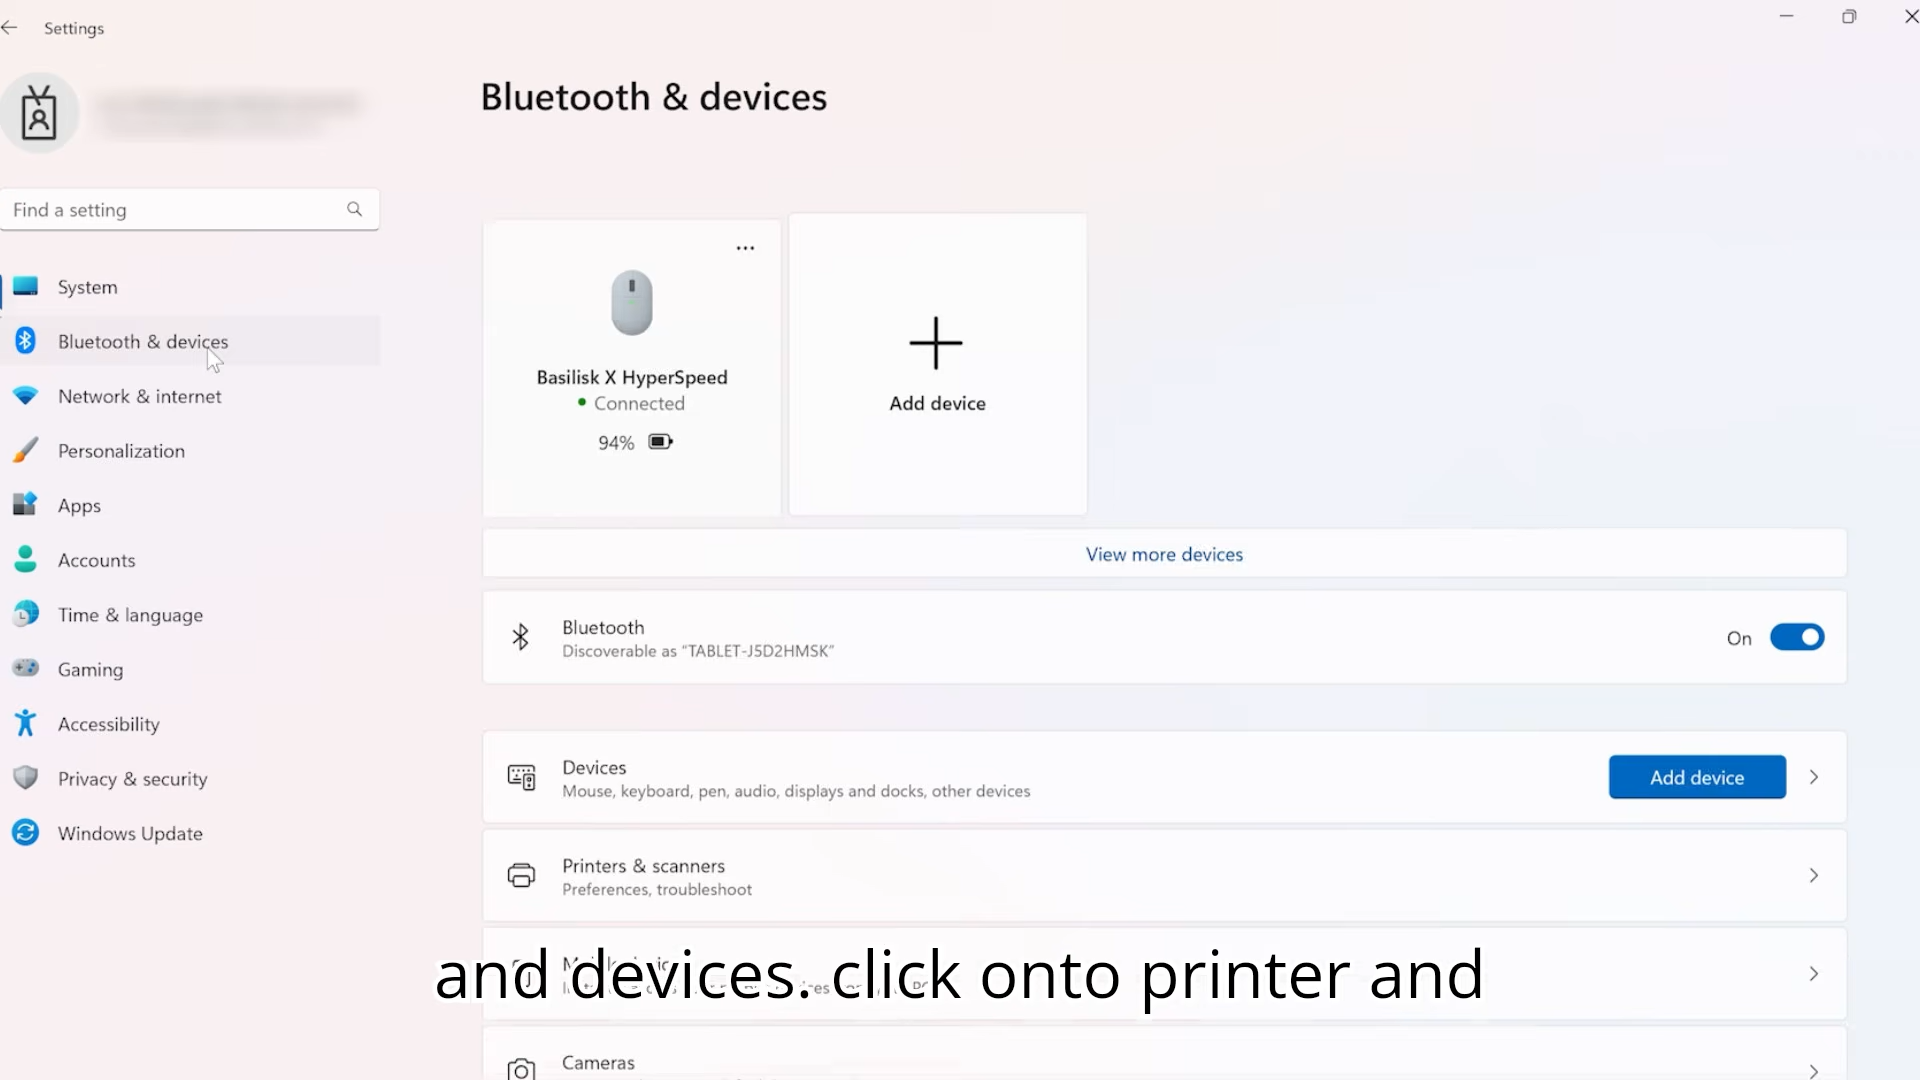 Settings
Bluetooth & devices
Find a setting
System
Bluetooth & devices
Network & internet
Personalization
Apps
Accounts
Time & language
Gaming
Accessibility
Privacy & security
Windows Update
Basilisk X HyperSpeed
Connected
94%
Add device
View more devices
Bluetooth
Discoverable as “TABLET-J5D2HMSK”
On
Devices
Mouse, keyboard, pen, audio, displays and docks, other devices
Add device
Printers & scanners
Preferences, troubleshoot
and devices. click onto printer and
Cameras